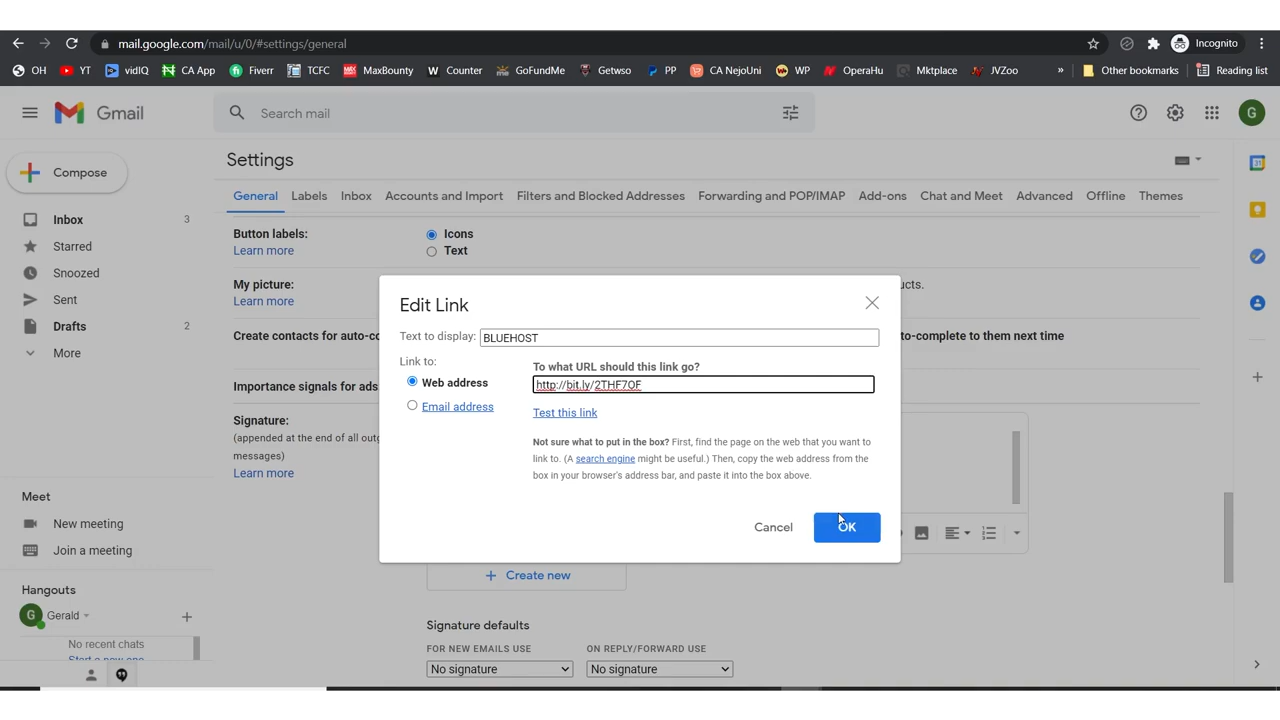 mail.google.com/mail/u/0/#settings/general
Incognito
OH
YT
vidIQ
CA App
Fiverr
TCFC
MAX
MaxBounty
W
Counter
GoFundMe
Getwso
PP
CA NejoUni
WP
OperaHu
Mktplace
JVZoo
»
Other bookmarks
Reading list
Gmail
Search mail
G
Compose
Settings
General
Labels
Inbox
Accounts and Import
Filters and Blocked Addresses
Forwarding and POP/IMAP
Add-ons
Chat and Meet
Advanced
Offline
Themes
Inbox 3
Starred
Snoozed
Sent
Drafts 2
More
Button labels:
Learn more
Icons
Text
My picture:
Learn more
ucts.
Create contacts for auto-co
-complete to them next time
Importance signals for ads
Signature:
(appended at the end of all outg
messages)
Learn more
Edit Link
Text to display: BLUEHOST
Link to:
Web address
Email address
To what URL should this link go?
http://bit.ly/2THF7QF
Test this link
Not sure what to put in the box? First, find the page on the web that you want to
link to. (A search engine might be useful.) Then, copy the web address from the
box in your browser's address bar, and paste it into the box above.
Cancel
OK
Create new
Signature defaults
FOR NEW EMAILS USE
No signature
ON REPLY/FORWARD USE
No signature
Meet
New meeting
Join a meeting
Hangouts
G
Gerald
No recent chats
Start a new one
31